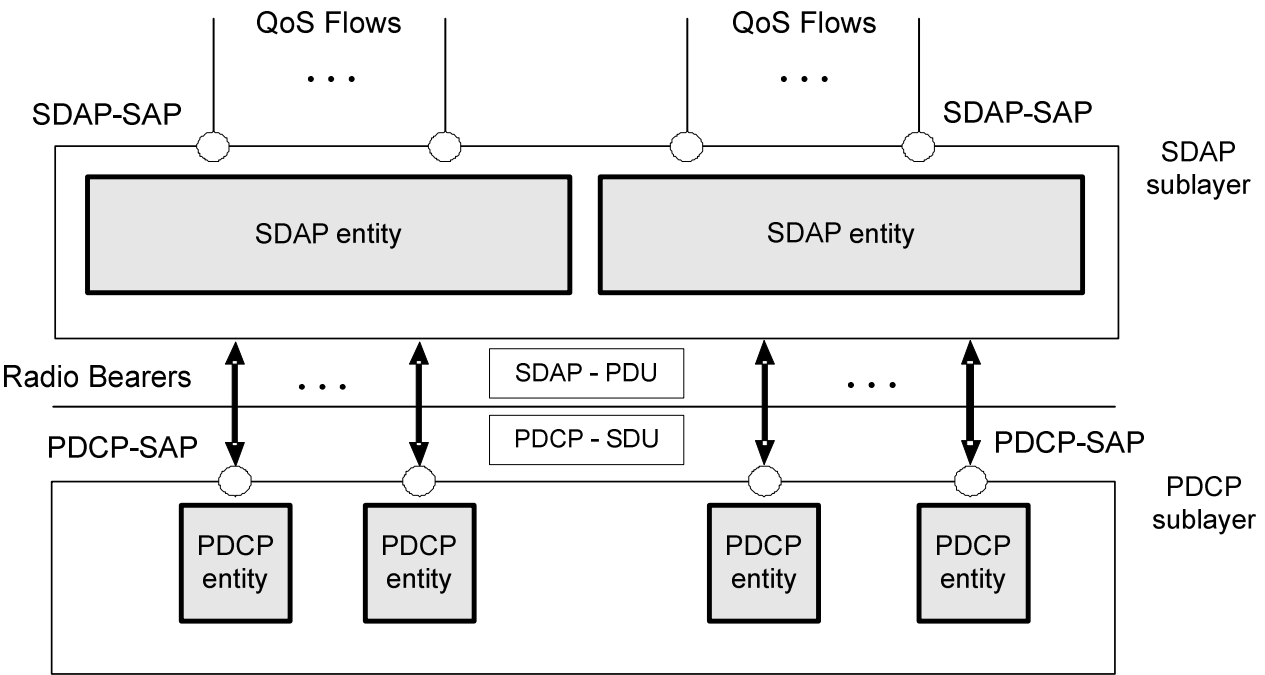 QoS Flows
QoS Flows
. . .
. . .
SDAP-SAP
SDAP-SAP
SDAP
sublayer
SDAP entity
SDAP entity
Radio Bearers
. . .
SDAP - PDU
. . .
PDCP - SDU
PDCP-SAP
PDCP-SAP
PDCP
sublayer
PDCP
entity
PDCP
entity
PDCP
entity
PDCP
entity